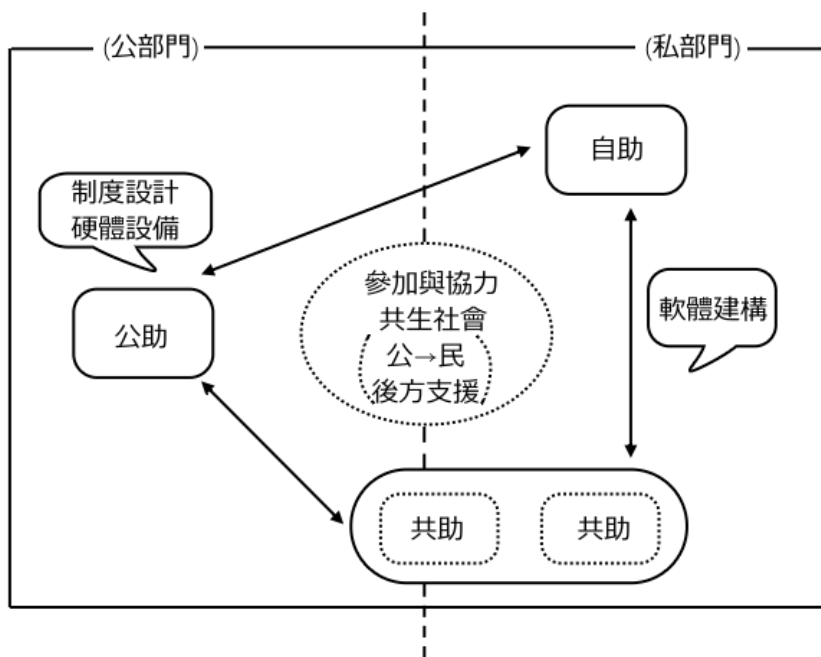 (公部門)
(私部門)
自助
制度設計
硬體設備
參加與協力
共生社會
公→民
後方支援
軟體建構
公助
共助
共助